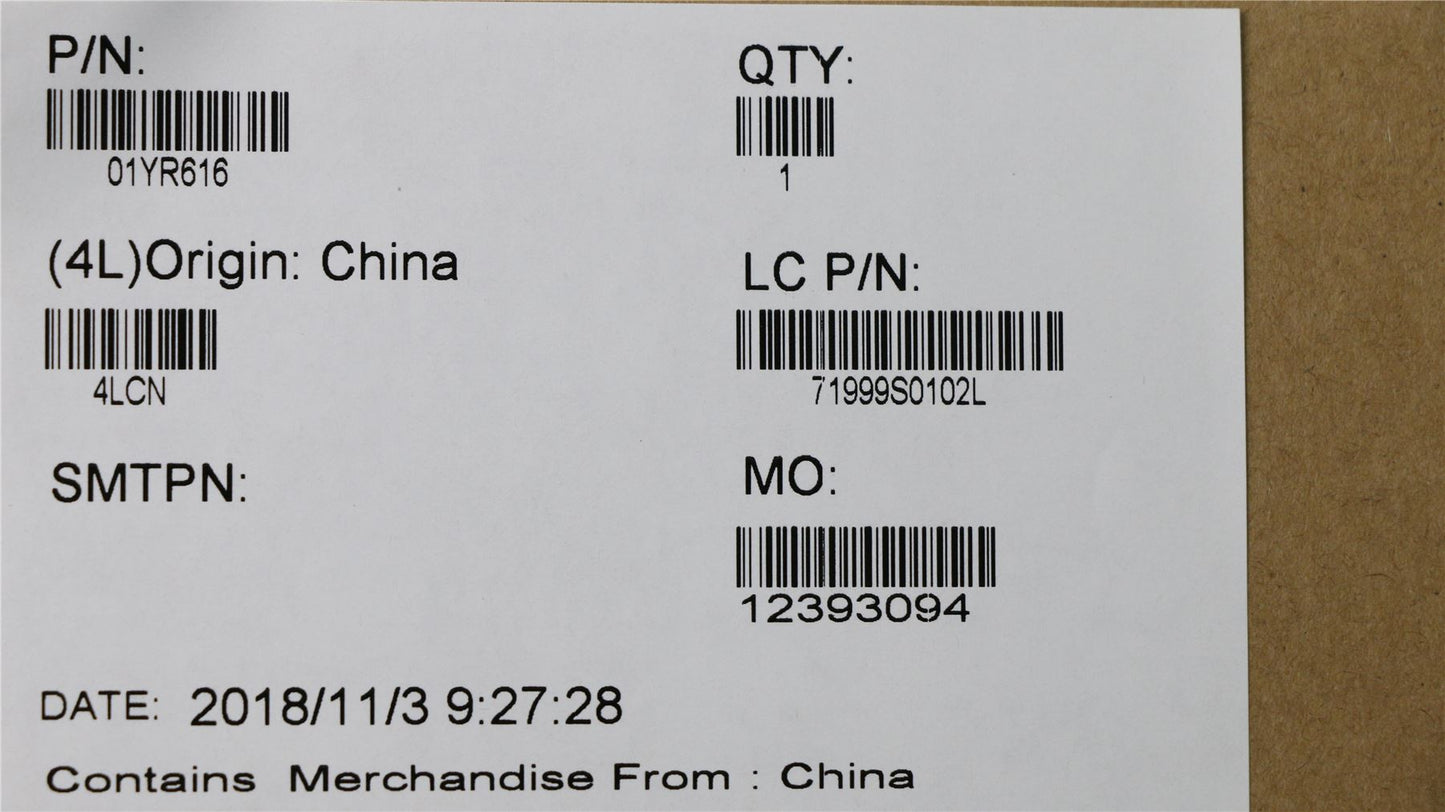 P/N:
01YR616
QTY:
1
(4L)Origin: China
4LCN
LC P/N:
71999S0102L
SMTPN:
MO:
12393094
DATE: 2018/11/3 9:27:28
Contains Merchandise From : China